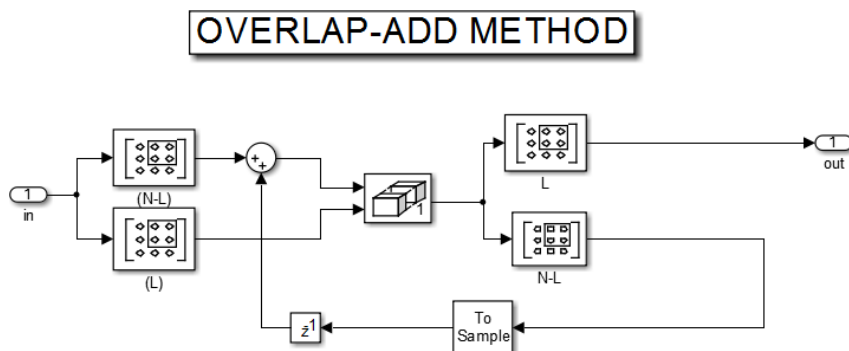 OVERLAP-ADD METHOD
1
in
(N-L)
(L)
+
+
1
L
N-L
1
out
To
Sample
z-1